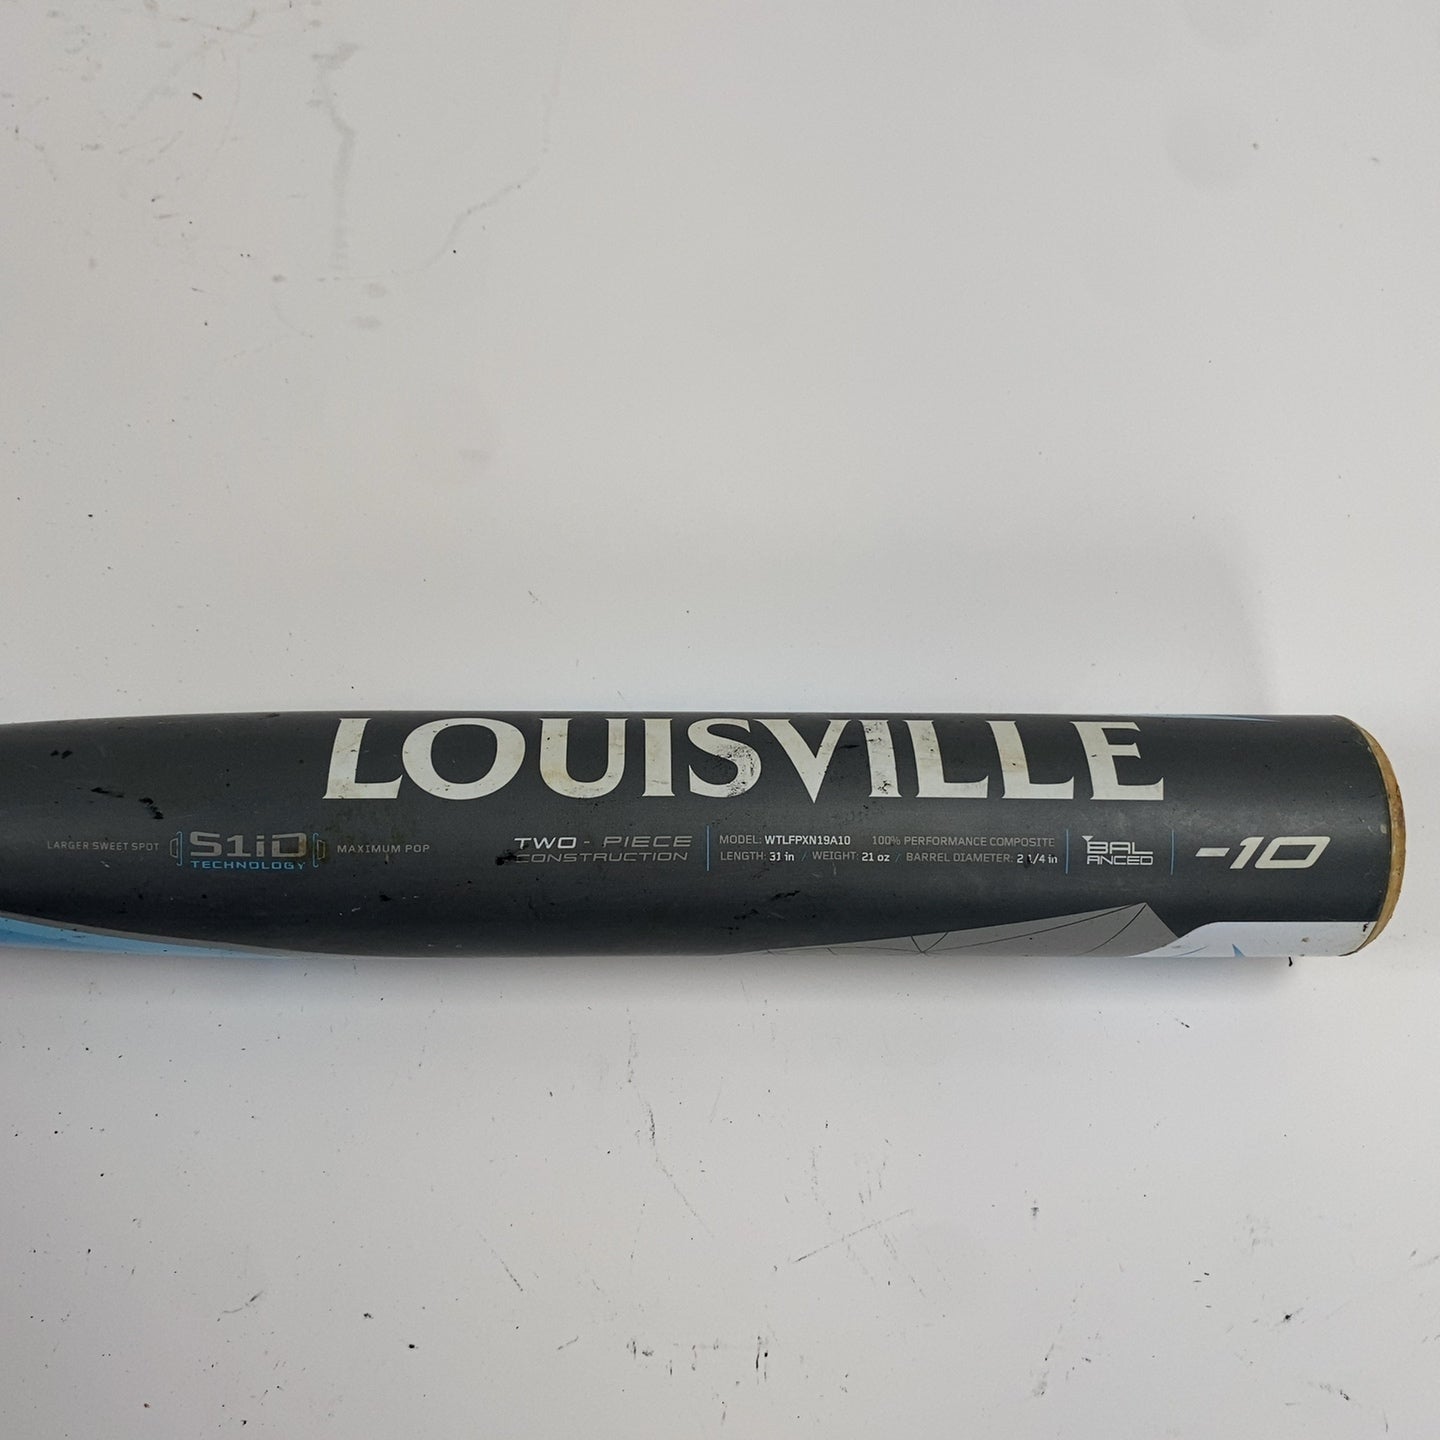 LOUISVILLE
LARGER SWEET SPOT
S1iD
TECHNOLOGY
MAXIMUM POP
TWO - PIECE
CONSTRUCTION
MODEL: WTLFPXN19A10 100% PERFORMANCE COMPOSITE
LENGTH: 31 in / WEIGHT: 21 oz / BARREL DIAMETER: 2 1/4 in
BAL
ANCED
-10